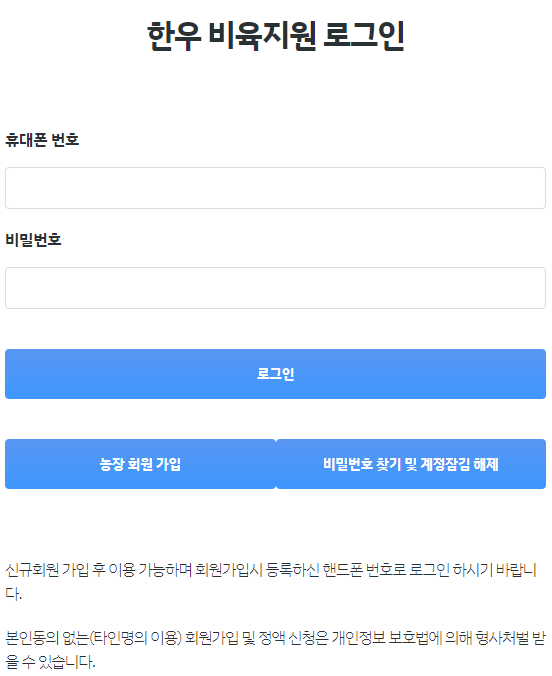 한우 비육지원 로그인
휴대폰 번호
비밀번호
로그인
농장 회원 가입
비밀번호 찾기 및 계정잠김 해제
신규회원 가입 후 이용 가능하며 회원가입시 등록하신 핸드폰 번호로 로그인 하시기 바랍니
다.
본인동의 없는(타인명의 이용) 회원가입 및 정액 신청은 개인정보 보호법에 의해 형사처벌 받
을 수 있습니다.